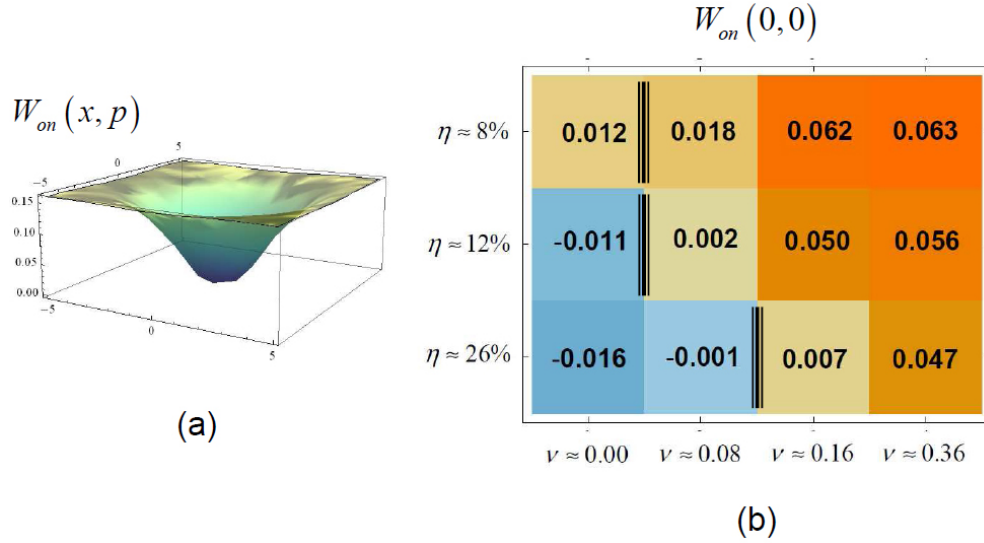 W_on (x, p)
5
0
-5
0.15
0.10
0.05
0.00
-5
0
5
(a)
W_on (0,0)
η ≈ 8%
0.012
0.018
0.062
0.063
η ≈ 12%
-0.011
0.002
0.050
0.056
η ≈ 26%
-0.016
-0.001
0.007
0.047
ν ≈ 0.00
ν ≈ 0.08
ν ≈ 0.16
ν ≈ 0.36
(b)